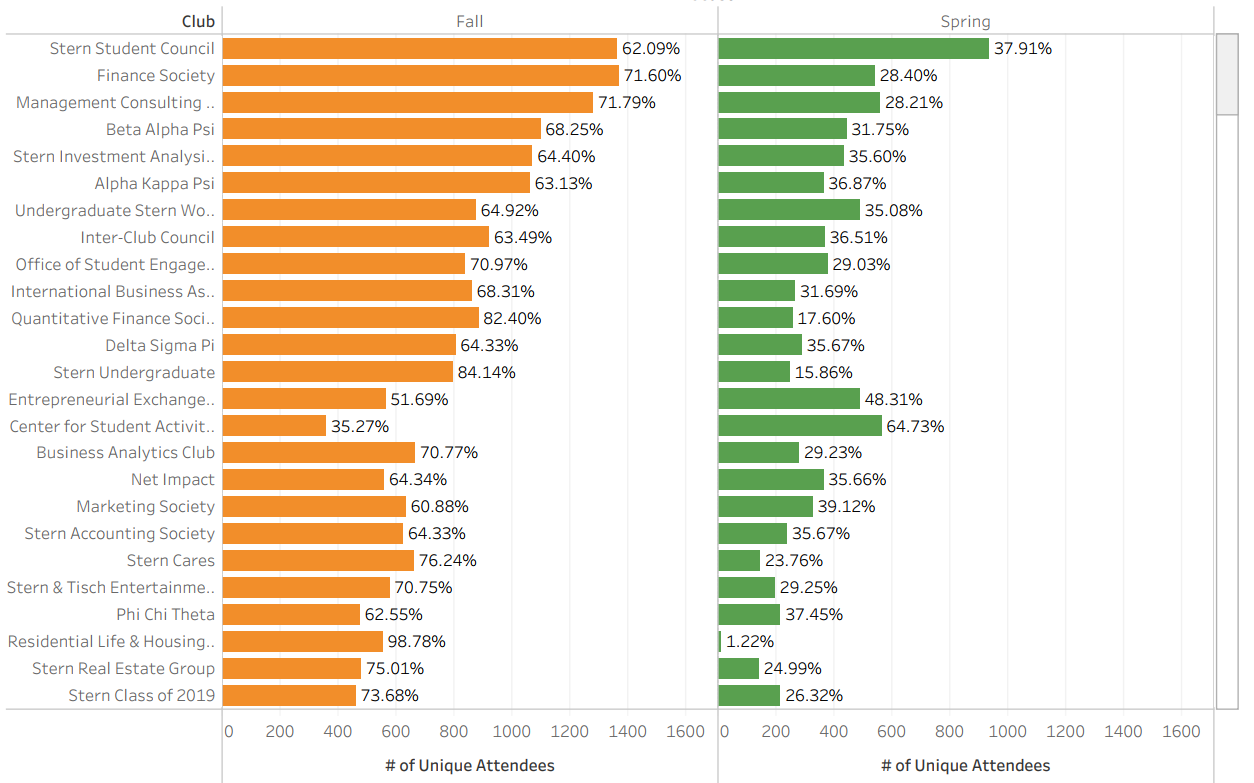 Club Fall Spring
Stern Student Council 62.09% 37.91%
Finance Society 71.60% 28.40%
Management Consulting .. 71.79% 28.21%
Beta Alpha Psi 68.25% 31.75%
Stern Investment Analysi.. 64.40% 35.60%
Alpha Kappa Psi 63.13% 36.87%
Undergraduate Stern Wo.. 64.92% 35.08%
Inter-Club Council 63.49% 36.51%
Office of Student Engage.. 70.97% 29.03%
International Business As.. 68.31% 31.69%
Quantitative Finance Soci.. 82.40% 17.60%
Delta Sigma Pi 64.33% 35.67%
Stern Undergraduate 84.14% 15.86%
Entrepreneurial Exchange.. 51.69% 48.31%
Center for Student Activit.. 35.27% 64.73%
Business Analytics Club 70.77% 29.23%
Net Impact 64.34% 35.66%
Marketing Society 60.88% 39.12%
Stern Accounting Society 64.33% 35.67%
Stern Cares 76.24% 23.76%
Stern & Tisch Entertainme.. 70.75% 29.25%
Phi Chi Theta 62.55% 37.45%
Residential Life & Housing.. 98.78% 1.22%
Stern Real Estate Group 75.01% 24.99%
Stern Class of 2019 73.68% 26.32%
0 200 400 600 800 1000 1200 1400 1600 0 200 400 600 800 1000 1200 1400 1600
# of Unique Attendees # of Unique Attendees